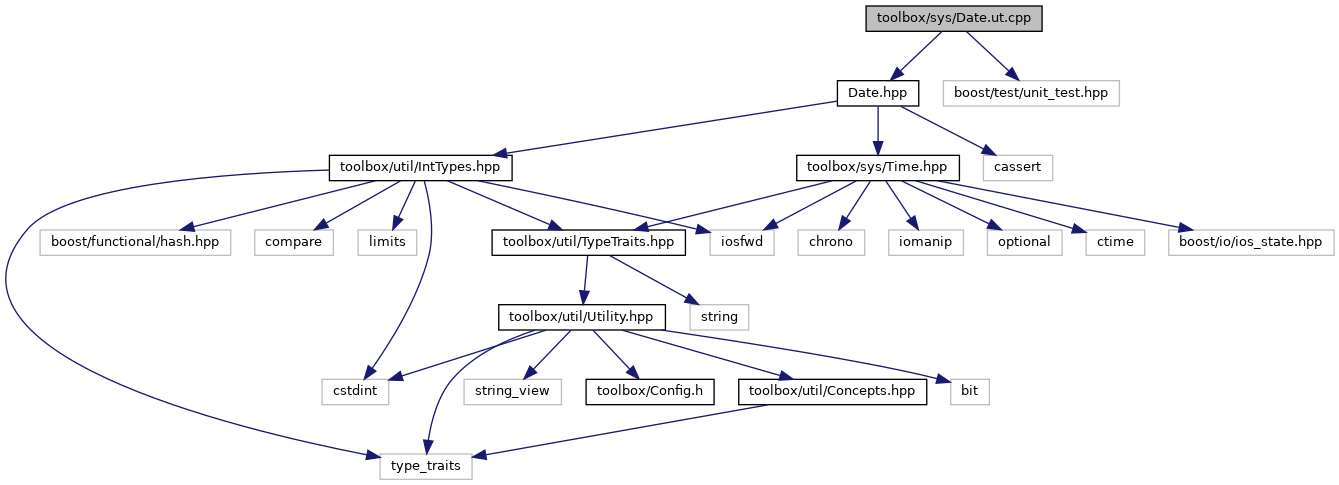 toolbox/sys/Date.ut.cpp
Date.hpp
boost/test/unit_test.hpp
toolbox/util/IntTypes.hpp
toolbox/sys/Time.hpp
cassert
boost/functional/hash.hpp
compare
limits
toolbox/util/TypeTraits.hpp
iosfwd
chrono
iomanip
optional
ctime
boost/io/ios_state.hpp
toolbox/util/Utility.hpp
string
cstdint
string_view
toolbox/Config.h
toolbox/util/Concepts.hpp
bit
type_traits